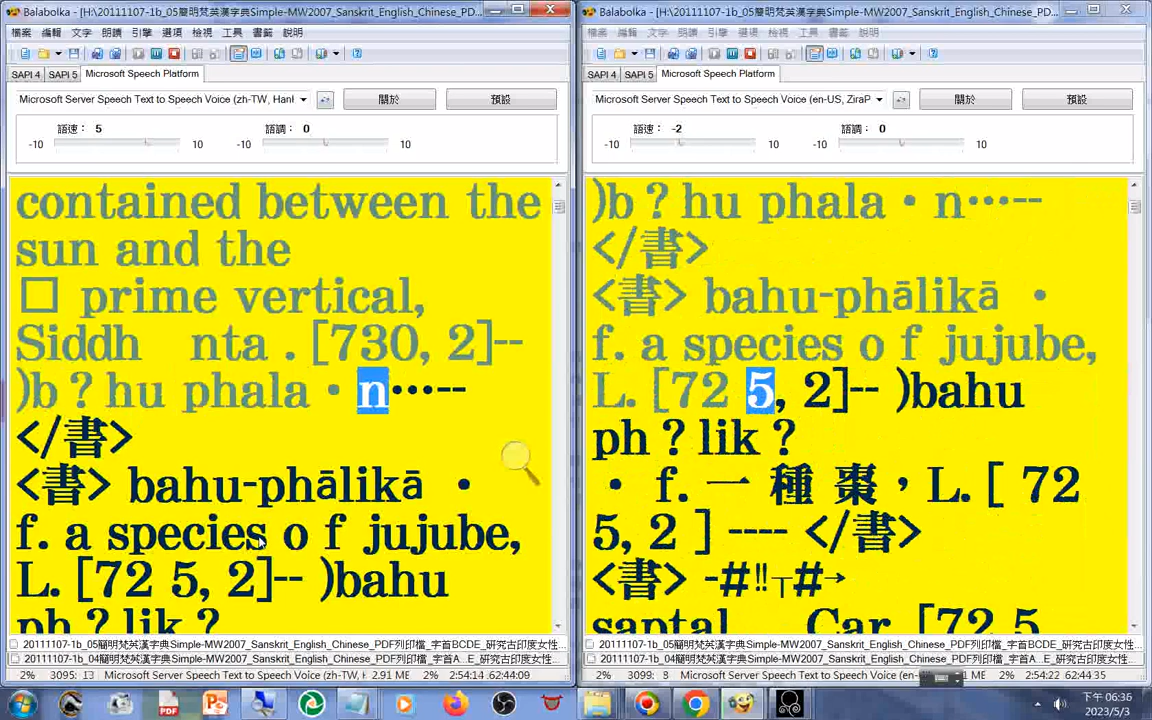 Balabolka - [H:\20111107-1b_05簡明梵英漢字典Simple-MW2007_Sanskrit_English_Chinese_PD...
檔案 編輯 文字 朗讀 引擎 選項 檢視 工具 書籤 說明
SAPI 4 SAPI 5 Microsoft Speech Platform
Microsoft Server Speech Text to Speech Voice (zh-TW, Hanl
關於 預設
語速： 5 語調： 0
-10 10 -10 10
contained between the
sun and the
□ prime vertical,
Siddh nta . [730, 2]--
)b ? hu phala • n•••--
</書>
<書> bahu-phālikā •
f. a species o f jujube,
L. [72 5, 2]-- )bahu
ph ? lik ?
20111107-1b_05簡明梵英漢字典Simple-MW2007_Sanskrit_English_Chinese_PDF列印檔_字首BCDE_研究古印度女性...
20111107-1b_04簡明梵英漢字典Simple-MW2007_Sanskrit_English_Chinese_PDF列印檔_字首A...E_研究古印度女性...
2% 3095: 13 Microsoft Server Speech Text to Speech Voice (zh-TW, Han 2.91 ME 2% 2:54:14 ,62:44:09
Balabolka - [H:\20111107-1b_05簡明梵英漢字典Simple-MW2007_Sanskrit_English_Chinese_PD...
檔案 編輯 文字 朗讀 引擎 選項 檢視 工具 書籤 說明
SAPI 4 SAPI 5 Microsoft Speech Platform
Microsoft Server Speech Text to Speech Voice (en-US, ZiraP
關於 預設
語速： -2 語調： 0
-10 10 -10 10
)b ? hu phala • n•••--
</書>
<書> bahu-phālikā •
f. a species o f jujube,
L. [72 5, 2]-- )bahu
ph ? lik ?
• f. 一 種 棗，L. [ 72
5, 2 ] ---- </書>
<書> -#‼┬#→
saptal Car [72 5
20111107-1b_05簡明梵英漢字典Simple-MW2007_Sanskrit_English_Chinese_PDF列印檔_字首BCDE_研究古印度女性...
20111107-1b_04簡明梵英漢字典Simple-MW2007_Sanskrit_English_Chinese_PDF列印檔_字首A...E_研究古印度女性...
2% 3099: 8 Microsoft Server Speech Text to Speech Voice (en-U ME 2% 2:54:22 ,62:44:35
下午 06:36
2023/5/3